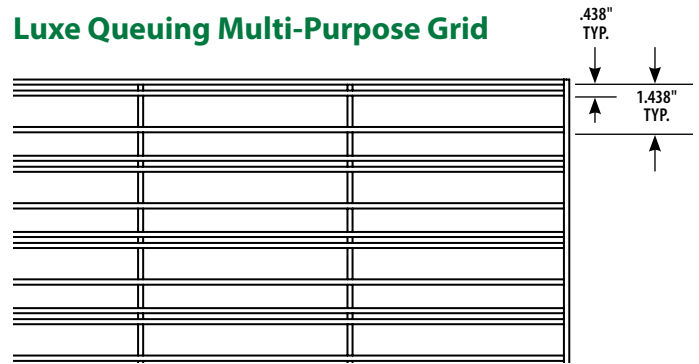 Luxe Queuing Multi-Purpose Grid
.438"
TYP.
1.438"
TYP.